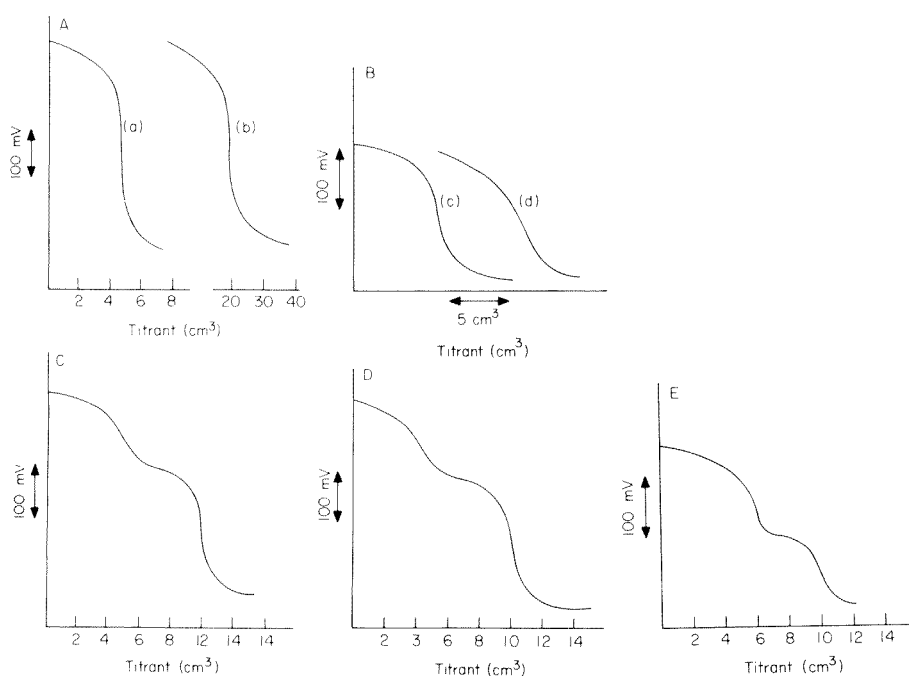 A
(a)
(b)
100 mV
2 4 6 8 20 30 40
Titrant (cm³)
B
(c)
(d)
100 mV
5 cm³
Titrant (cm³)
C
100 mV
2 4 6 8 12 14
Titrant (cm³)
D
100 mV
2 3 6 8 10 14
Titrant (cm³)
E
100 mV
2 4 6 8 10 12 14
Titrant (cm³)